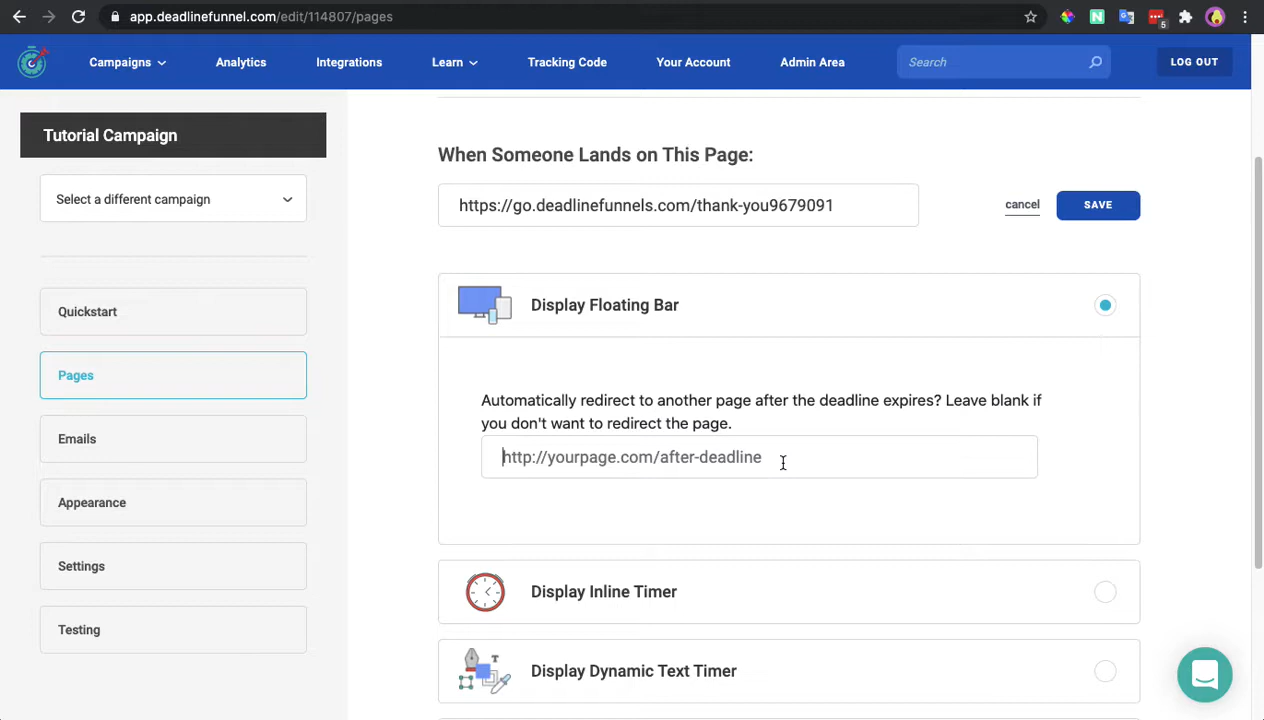 app.deadlinefunnel.com/edit/114807/pages
5
Campaigns
Analytics
Integrations
Learn
Tracking Code
Your Account
Admin Area
Search
LOG OUT
Tutorial Campaign
Select a different campaign
Quickstart
Pages
Emails
Appearance
Settings
Testing
When Someone Lands on This Page:
https://go.deadlinefunnels.com/thank-you9679091
cancel
SAVE
Display Floating Bar
Automatically redirect to another page after the deadline expires? Leave blank if
you don't want to redirect the page.
http://yourpage.com/after-deadline
Display Inline Timer
T
Display Dynamic Text Timer